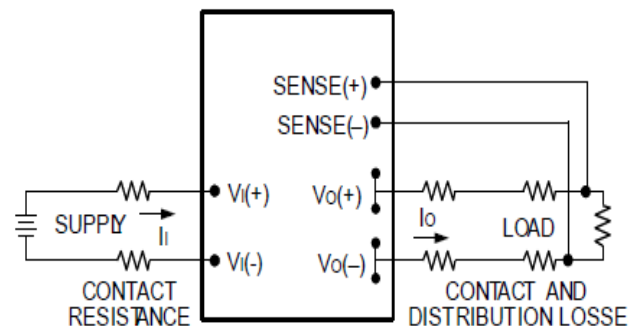 SENSE(+)
SENSE(–)
VI(+)
VO(+)
SUPPLY
II
IO
LOAD
VI(-)
VO(–)
CONTACT
RESISTANCE
CONTACT AND
DISTRIBUTION LOSSE